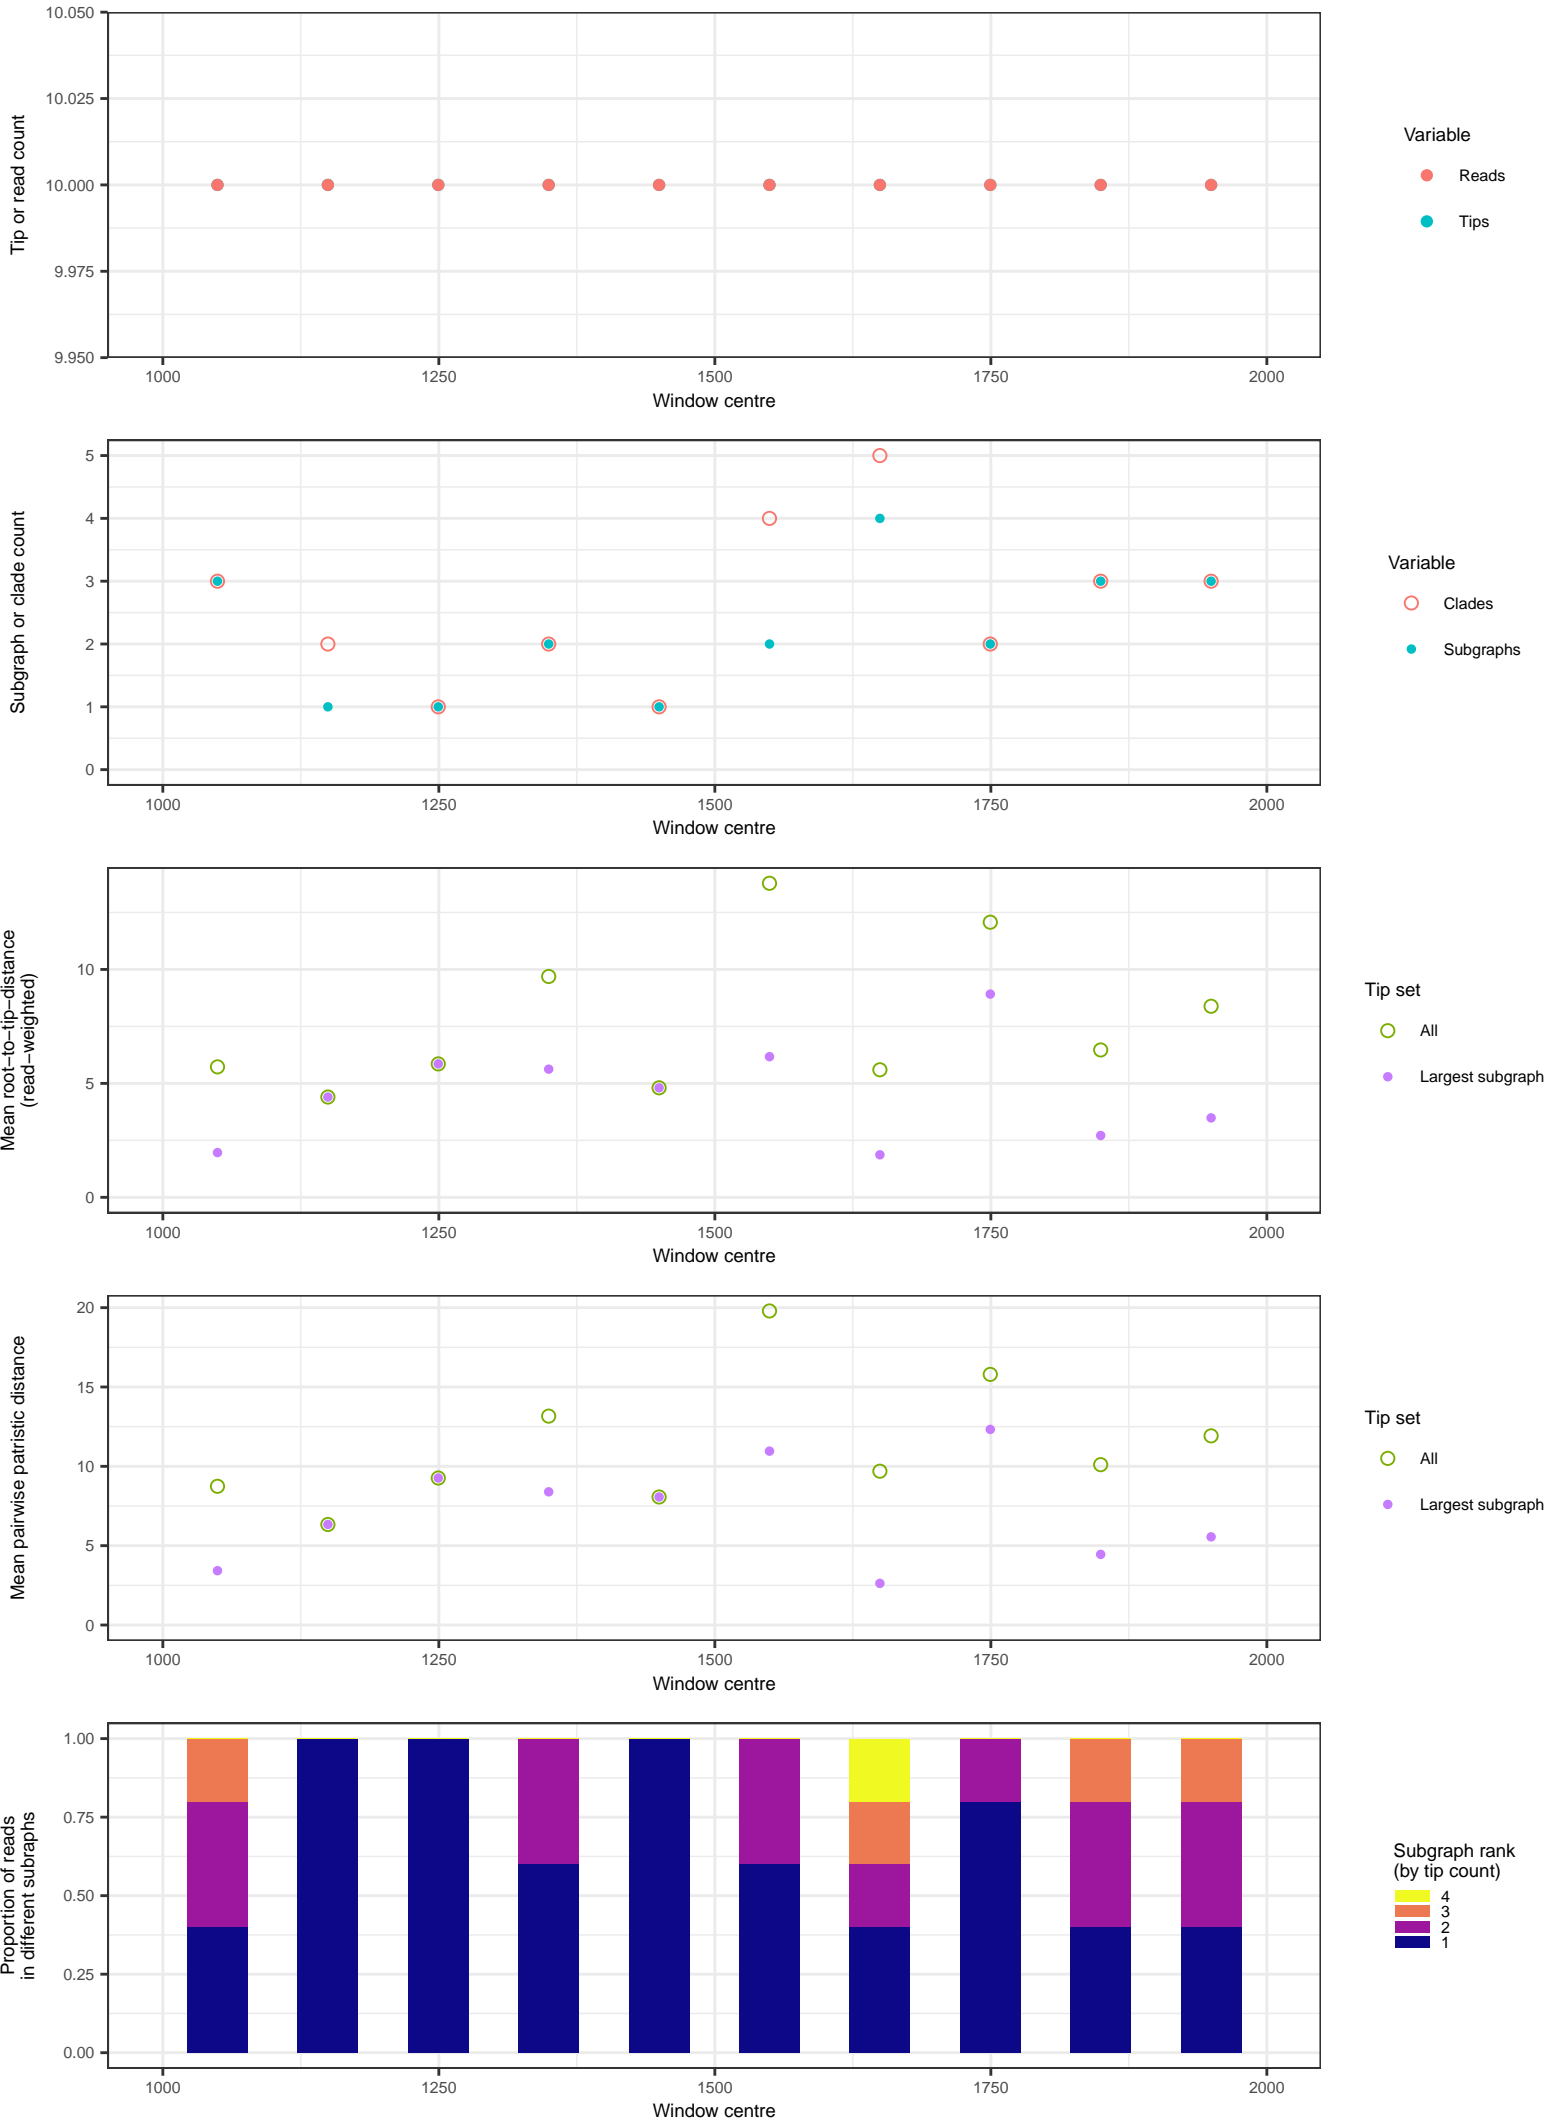 10.050
10.025
10.000
9.975
9.950
Tip or read count
1000 1250 1500 1750 2000
Window centre
Variable
Reads
Tips
5
4
3
2
1
0
Subgraph or clade count
1000 1250 1500 1750 2000
Window centre
Variable
Clades
Subgraphs
10
5
0
Mean root−to−tip−distance
(read−weighted)
1000 1250 1500 1750 2000
Window centre
Tip set
All
Largest subgraph
20
15
10
5
0
Mean pairwise patristic distance
1000 1250 1500 1750 2000
Window centre
Tip set
All
Largest subgraph
1.00
0.75
0.50
0.25
0.00
Proportion of reads
in different subraphs
1000 1250 1500 1750 2000
Window centre
Subgraph rank
(by tip count)
4
3
2
1